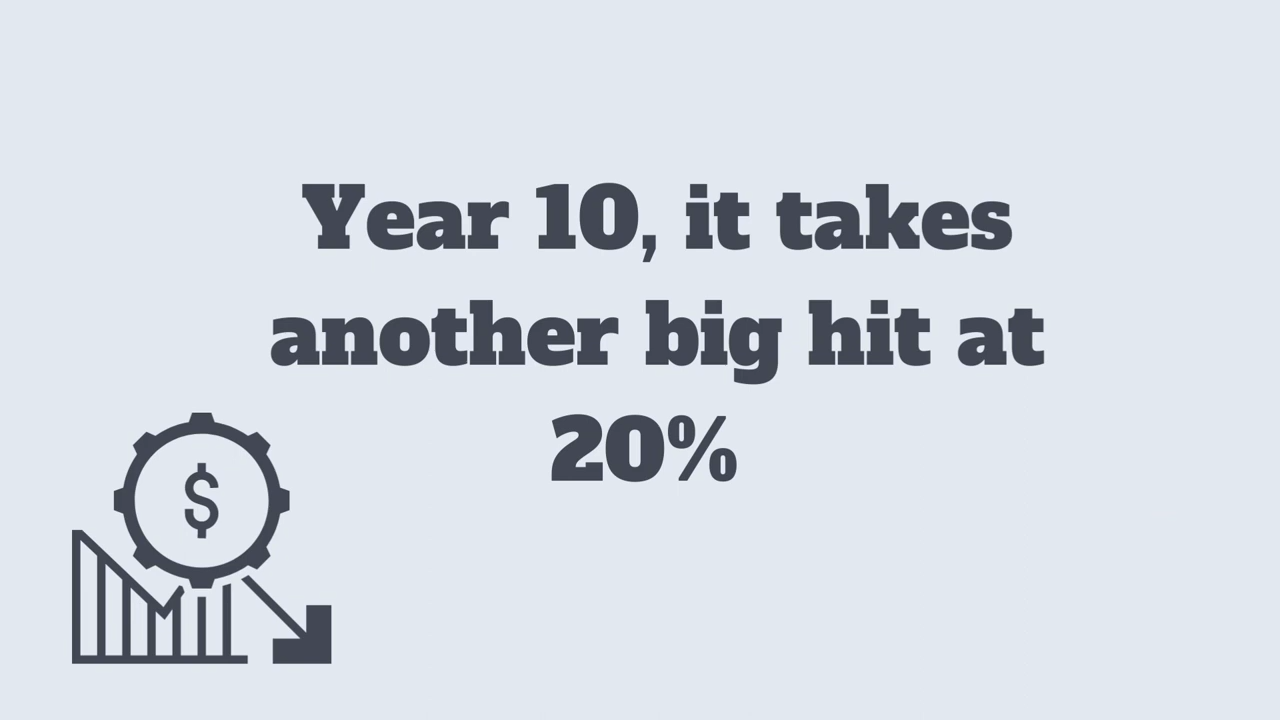 Year 10, it takes
another big hit at
20%
$